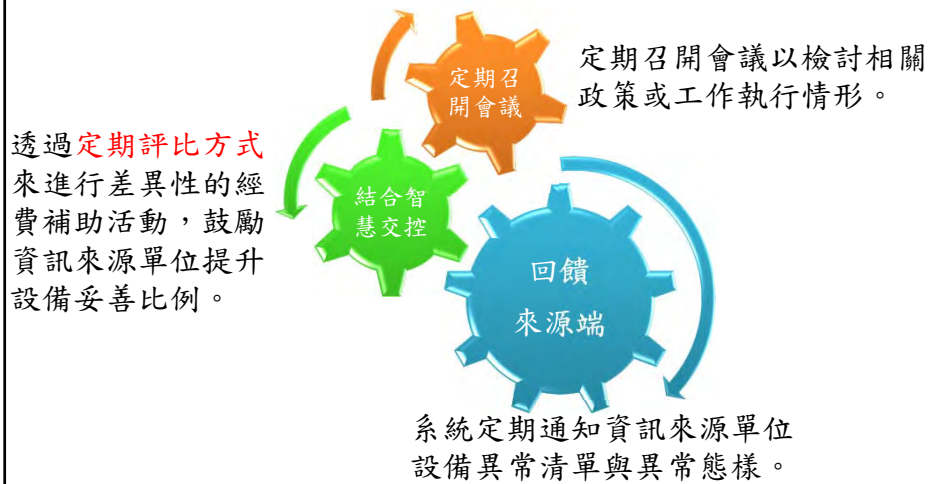 定期召
開會議
定期召開會議以檢討相關
政策或工作執行情形。
透過定期評比方式
來進行差異性的經
費補助活動，鼓勵
資訊來源單位提升
設備妥善比例。
結合智
慧交控
回饋
來源端
系統定期通知資訊來源單位
設備異常清單與異常態樣。